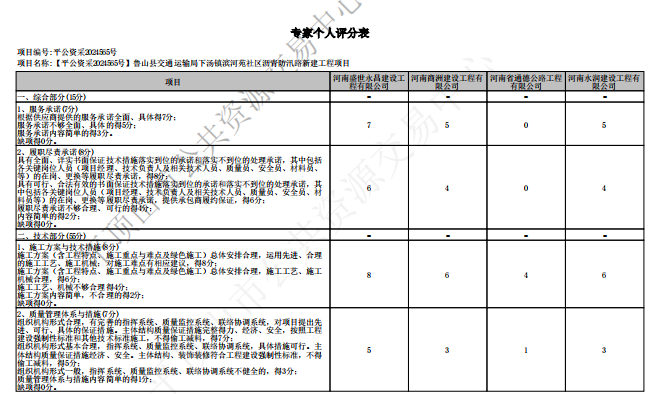 专家个人评分表
项目编号:平公资采2024565号
项目名称:【平公资采2024565号】鲁山县交通运输局下汤镇滨河苑社区沥青防汛路新建工程项目
项目 河南盛世永昌建设工程有限公司 河南商洲建设工程有限公司 河南省通德公路工程有限公司 河南水润建设工程有限公司
一、综合部分(15分) - - - -
1、服务承诺(7分)
根据供应商提供的服务承诺全面、具体得7分;
服务承诺不够全面、具体的得5分;
服务承诺内容简单的得3分。
缺项得0分。
7 5 0 5
2、履职尽责承诺(8分)
具有全面、详实书面保证技术措施落实到位的承诺和落实不到位的处理承诺,其中包括
各关键岗位人员(项目经理、技术负责人及相关技术人员、质量员、安全员、材料员、
等)的在岗、更换等履职尽责承诺,得8分;
具有可行、合法有效的书面保证技术措施落实到位的承诺和落实不到位的处理承诺,其
中包括各关键岗位人员(项目经理、技术负责人及相关技术人员、质量员、安全员、材
料员等)的在岗、更换等履职尽责承诺,提供承包商履约保证,得6分;
履职尽责承诺不够合理、可行的得4分;
内容简单的得2分;
缺项得0分。
6 4 0 4
二、技术部分(55分) - - - -
1、施工方案与技术措施(8分)
施工方案(含工程特点、施工重点与难点及绿色施工)总体安排合理,运用先进、合理
的施工工艺、施工机械;对施工难点有相应建议,得8分;
施工方案(含工程特点、施工重点与难点及绿色施工)总体安排合理,施工工艺、施工
机械合理,得6分;
施工工艺、机械不够合理得4分;
施工方案内容简单,不合理的得2分;
缺项得0分。
8 6 4 6
2、质量管理体系与措施(7分)
组织机构形式合理,有完善的指挥系统、质量监控系统、联络协调系统,对项目提出先
进、可行、具体的保证措施。主体结构质量保证措施完整得力、经济、安全,按照工程
建设强制性标准和其他技术标准施工,不得偷工减料,得7分;
组织机构形式基本合理,指挥系统、质量监控系统、联络协调系统,具体措施可行。主
体结构质量保证措施经济、安全。主体结构、装饰装修符合工程建设强制性标准,不得
偷工减料,得5分;
组织机构形式一般,指挥系统、质量监控系统、联络协调系统不健全的,得3分;
质量管理体系与措施内容简单的得1分;
缺项得0分。
5 3 1 3